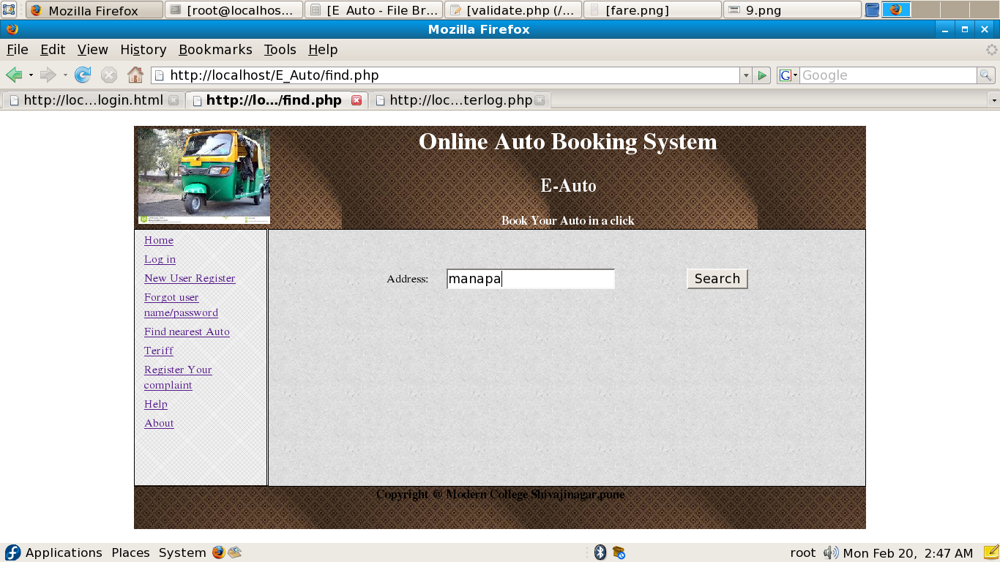 Mozilla Firefox
[root@localhos...
[E_Auto - File Br...
[validate.php (/...
[fare.png]
9.png
Mozilla Firefox
File Edit View History Bookmarks Tools Help
http://localhost/E_Auto/find.php
G
Google
http://loc...login.html
http://lo.../find.php
http://loc...terlog.php
Online Auto Booking System
E-Auto
Book Your Auto in a click
Home
Log in
New User Register
Forgot user
name/password
Find nearest Auto
Teriff
Register Your
complaint
Help
About
Address: manapa Search
Copyright @ Modern College Shivajinagar,pune
Applications Places System
root Mon Feb 20, 2:47 AM